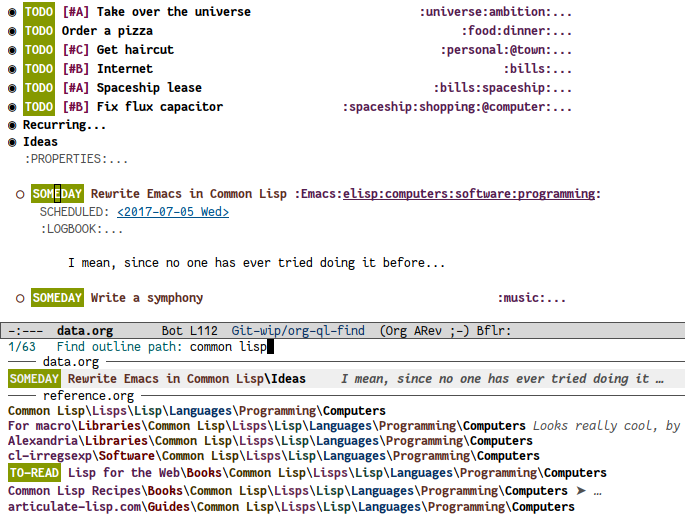 ◉ TODO [#A] Take over the universe :universe:ambition:...
◉ TODO Order a pizza :food:dinner:...
◉ TODO [#C] Get haircut :personal:@town:...
◉ TODO [#B] Internet :bills:...
◉ TODO [#A] Spaceship lease :bills:spaceship:...
◉ TODO [#B] Fix flux capacitor :spaceship:shopping:@computer:...
◉ Recurring...
◉ Ideas
:PROPERTIES:...
○ SOMEDAY Rewrite Emacs in Common Lisp :Emacs:elisp:computers:software:programming:
SCHEDULED: <2017-07-05 Wed>
:LOGBOOK:...
I mean, since no one has ever tried doing it before...
○ SOMEDAY Write a symphony :music:...
-:--- data.org Bot L112 Git-wip/org-ql-find (Org ARev ;-) Bflr:
1/63 Find outline path: common lisp
data.org
SOMEDAY Rewrite Emacs in Common Lisp\Ideas I mean, since no one has ever tried doing it …
reference.org
Common Lisp\Lisps\Lisp\Languages\Programming\Computers
For macro\Libraries\Common Lisp\Lisps\Lisp\Languages\Programming\Computers Looks really cool, by
Alexandria\Libraries\Common Lisp\Lisps\Lisp\Languages\Programming\Computers
cl-irregsexp\Software\Common Lisp\Lisps\Lisp\Languages\Programming\Computers
TO-READ Lisp for the Web\Books\Common Lisp\Lisps\Lisp\Languages\Programming\Computers
Common Lisp Recipes\Books\Common Lisp\Lisps\Lisp\Languages\Programming\Computers ➤ …
articulate-lisp.com\Guides\Common Lisp\Lisps\Lisp\Languages\Programming\Computers